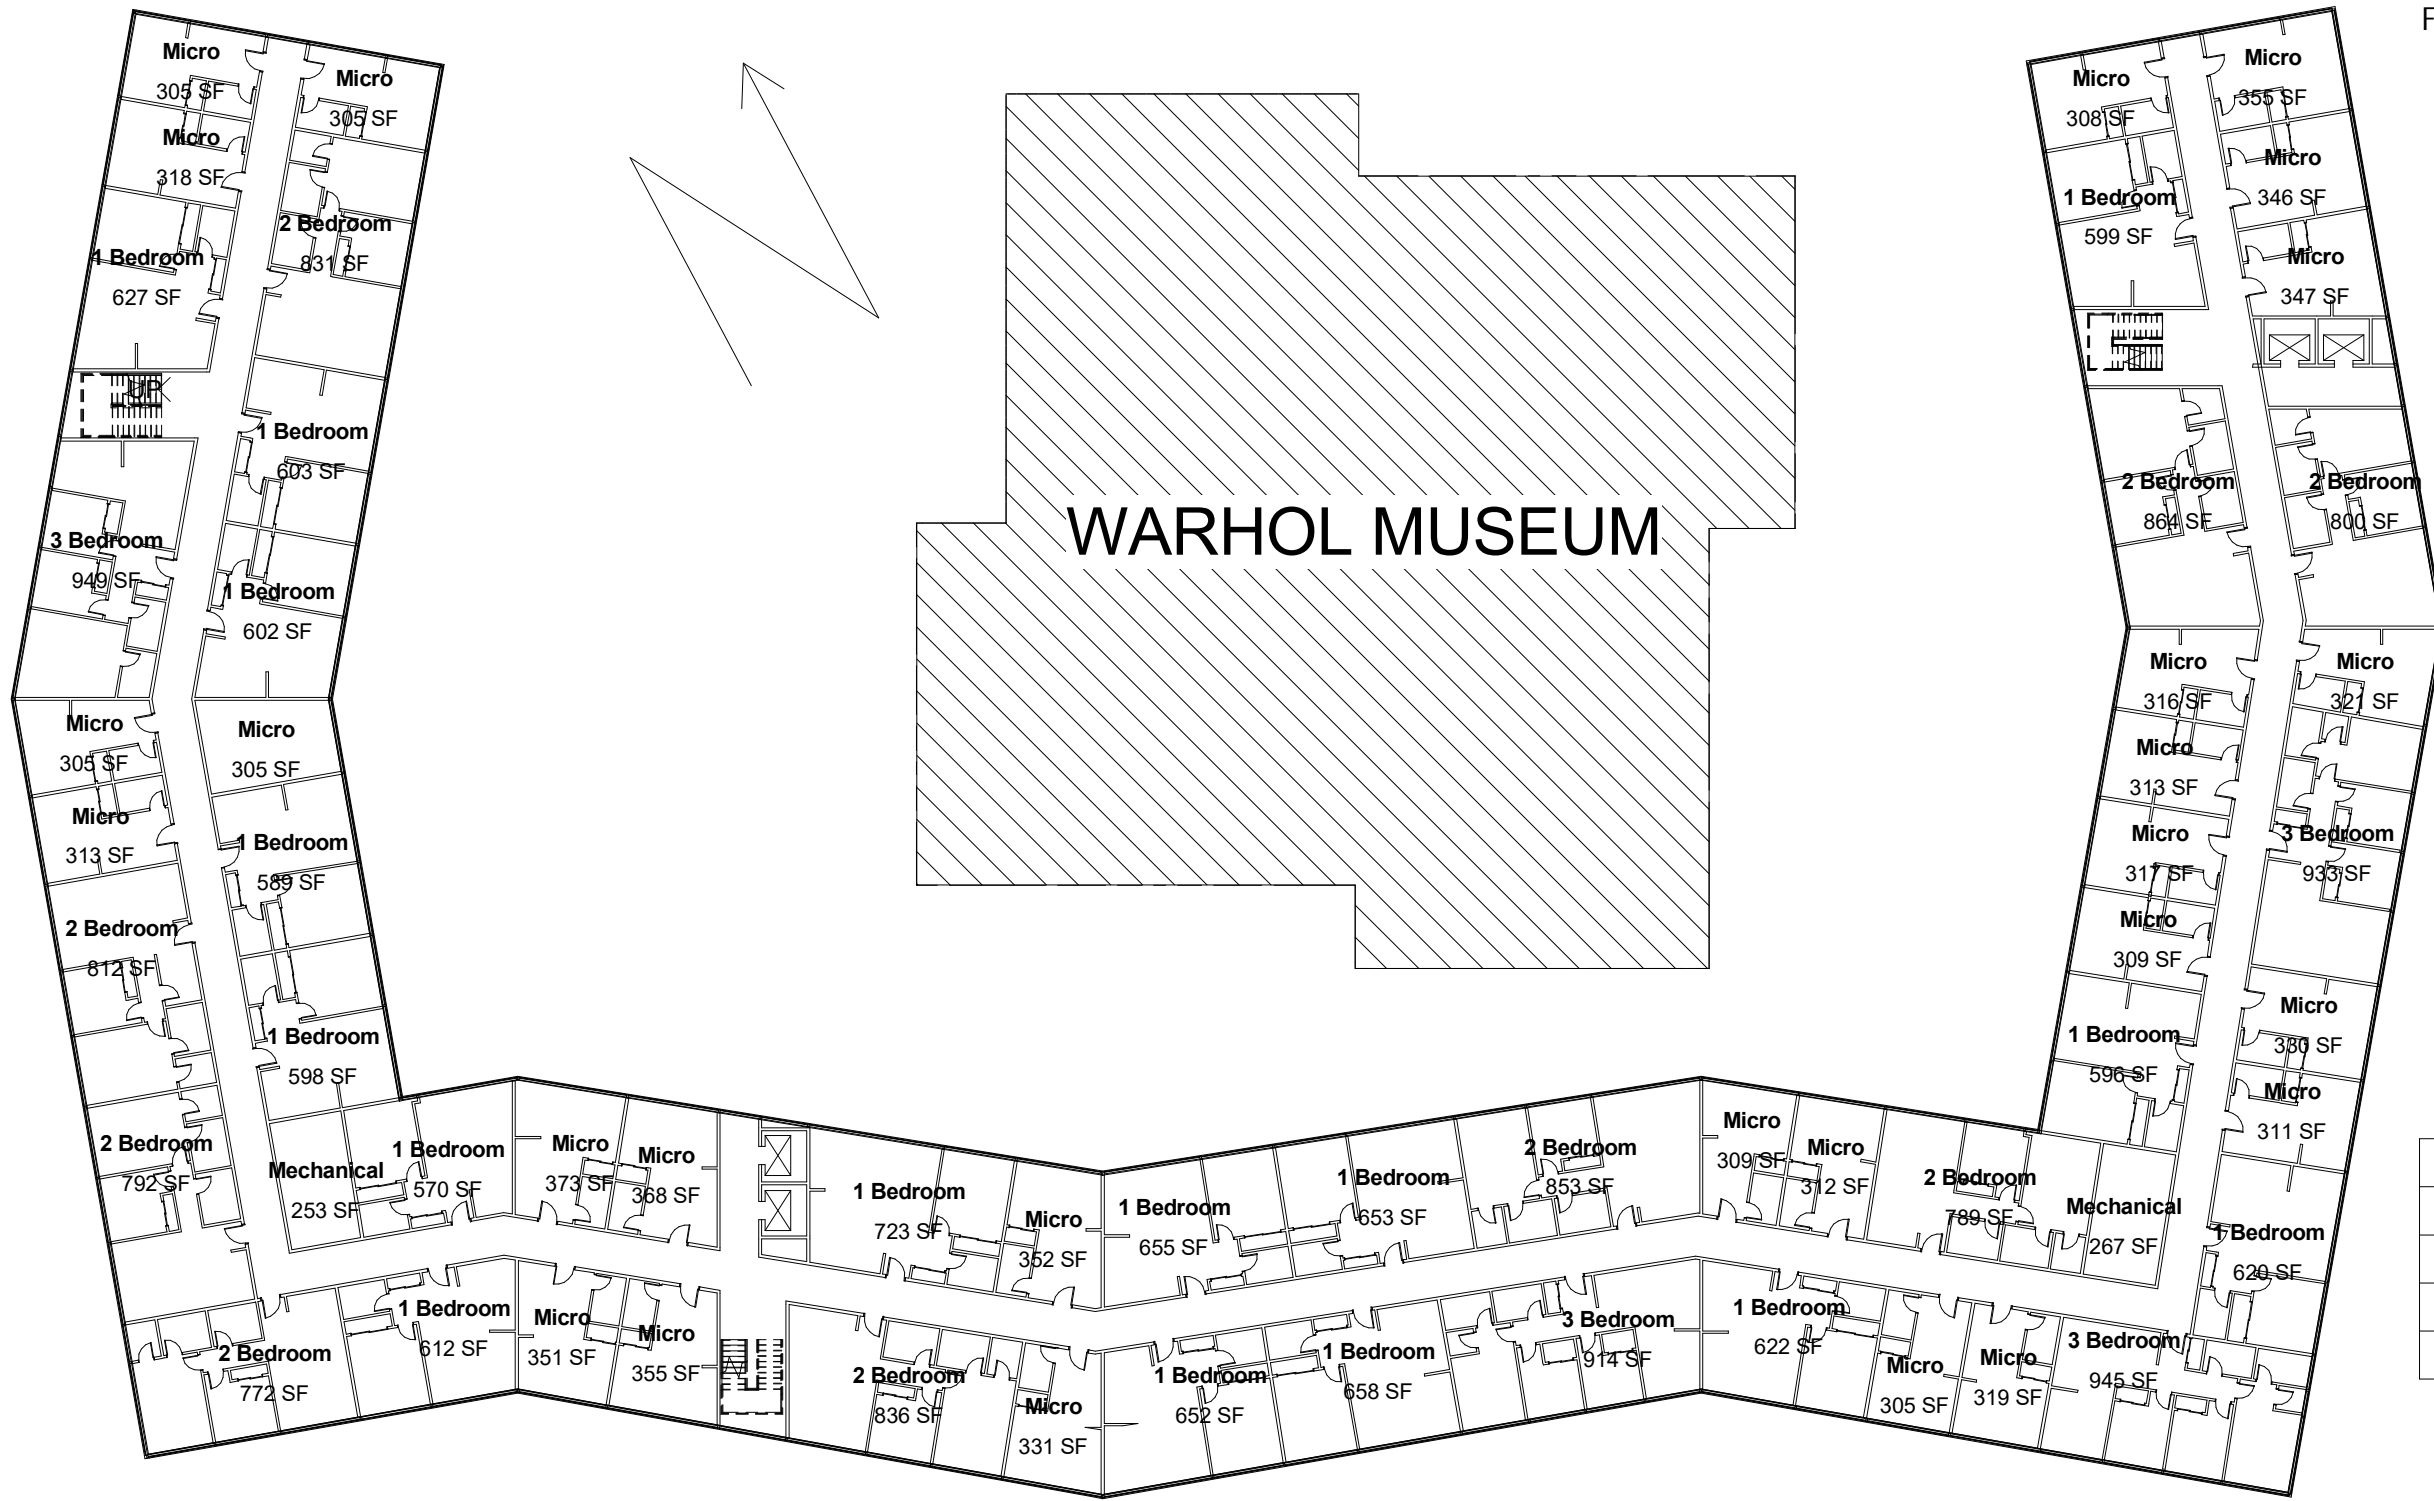 F
Micro
305 SF
Micro
305 SF
Micro
318 SF
2 Bedroom
831 SF
1 Bedroom
627 SF
UP
1 Bedroom
603 SF
3 Bedroom
949 SF
1 Bedroom
602 SF
Micro
305 SF
Micro
305 SF
Micro
313 SF
1 Bedroom
589 SF
2 Bedroom
812 SF
1 Bedroom
598 SF
2 Bedroom
792 SF
Mechanical
253 SF
1 Bedroom
570 SF
2 Bedroom
772 SF
1 Bedroom
612 SF
Micro
373 SF
Micro
368 SF
Micro
351 SF
Micro
355 SF
WARHOL MUSEUM
1 Bedroom
723 SF
Micro
352 SF
2 Bedroom
836 SF
Micro
331 SF
1 Bedroom
655 SF
1 Bedroom
653 SF
2 Bedroom
853 SF
1 Bedroom
652 SF
1 Bedroom
658 SF
3 Bedroom
914 SF
Micro
309 SF
Micro
312 SF
2 Bedroom
789 SF
Mechanical
267 SF
1 Bedroom
622 SF
Micro
305 SF
Micro
319 SF
3 Bedroom
945 SF
Micro
308 SF
Micro
355 SF
Micro
346 SF
1 Bedroom
599 SF
Micro
347 SF
2 Bedroom
864 SF
2 Bedroom
800 SF
Micro
316 SF
Micro
321 SF
Micro
313 SF
Micro
317 SF
3 Bedroom
933 SF
Micro
309 SF
Micro
330 SF
1 Bedroom
596 SF
Micro
311 SF
1 Bedroom
620 SF